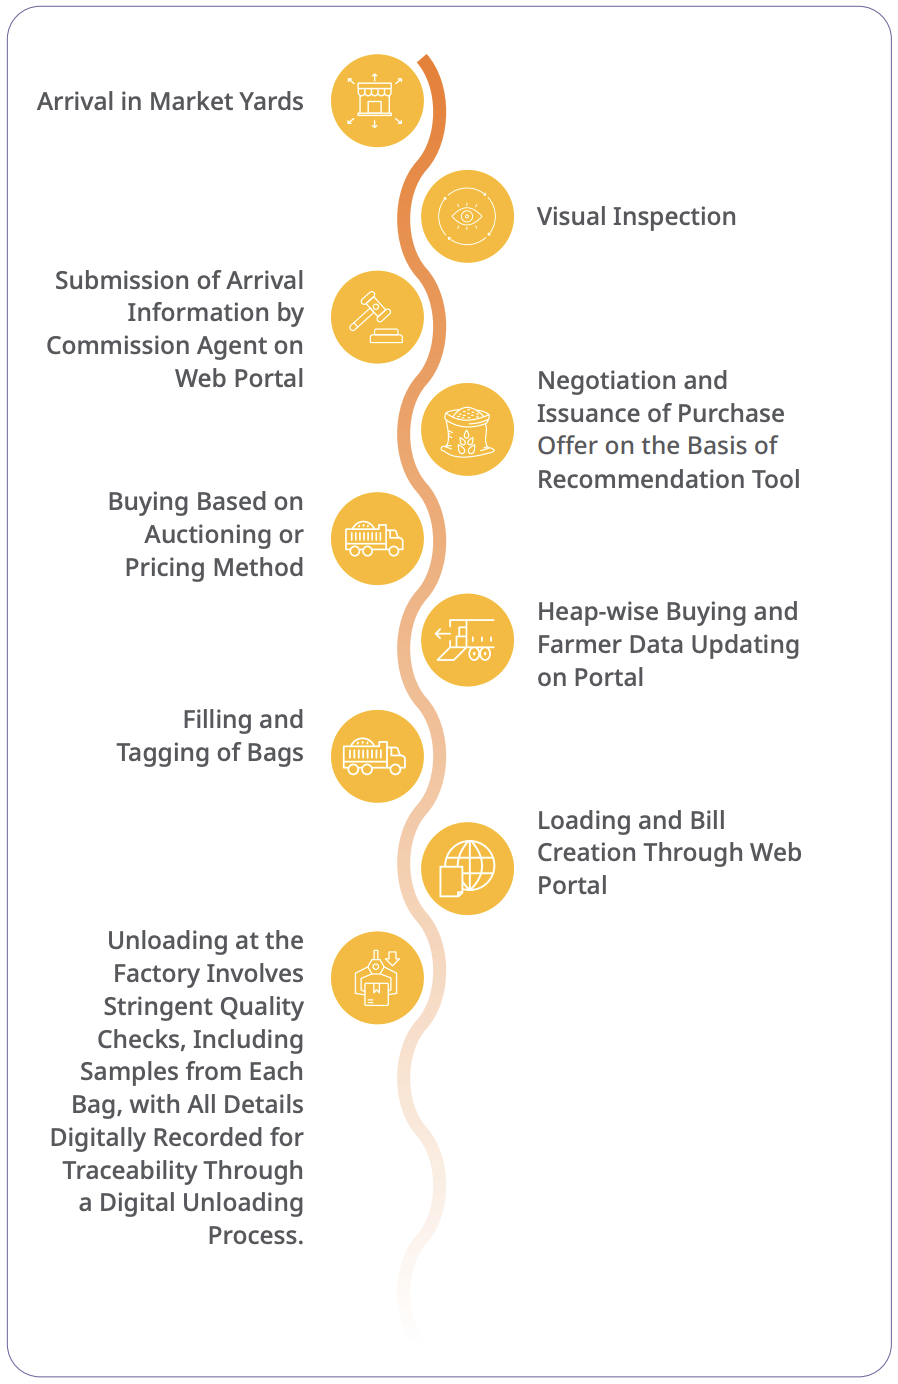 Arrival in Market Yards
Visual Inspection
Submission of Arrival
Information by
Commission Agent on
Web Portal
Negotiation and
Issuance of Purchase
Offer on the Basis of
Recommendation Tool
Buying Based on
Auctioning or
Pricing Method
Heap-wise Buying and
Farmer Data Updating
on Portal
Filling and
Tagging of Bags
Loading and Bill
Creation Through Web
Portal
Unloading at the
Factory Involves
Stringent Quality
Checks, Including
Samples from Each
Bag, with All Details
Digitally Recorded for
Traceability Through
a Digital Unloading
Process.